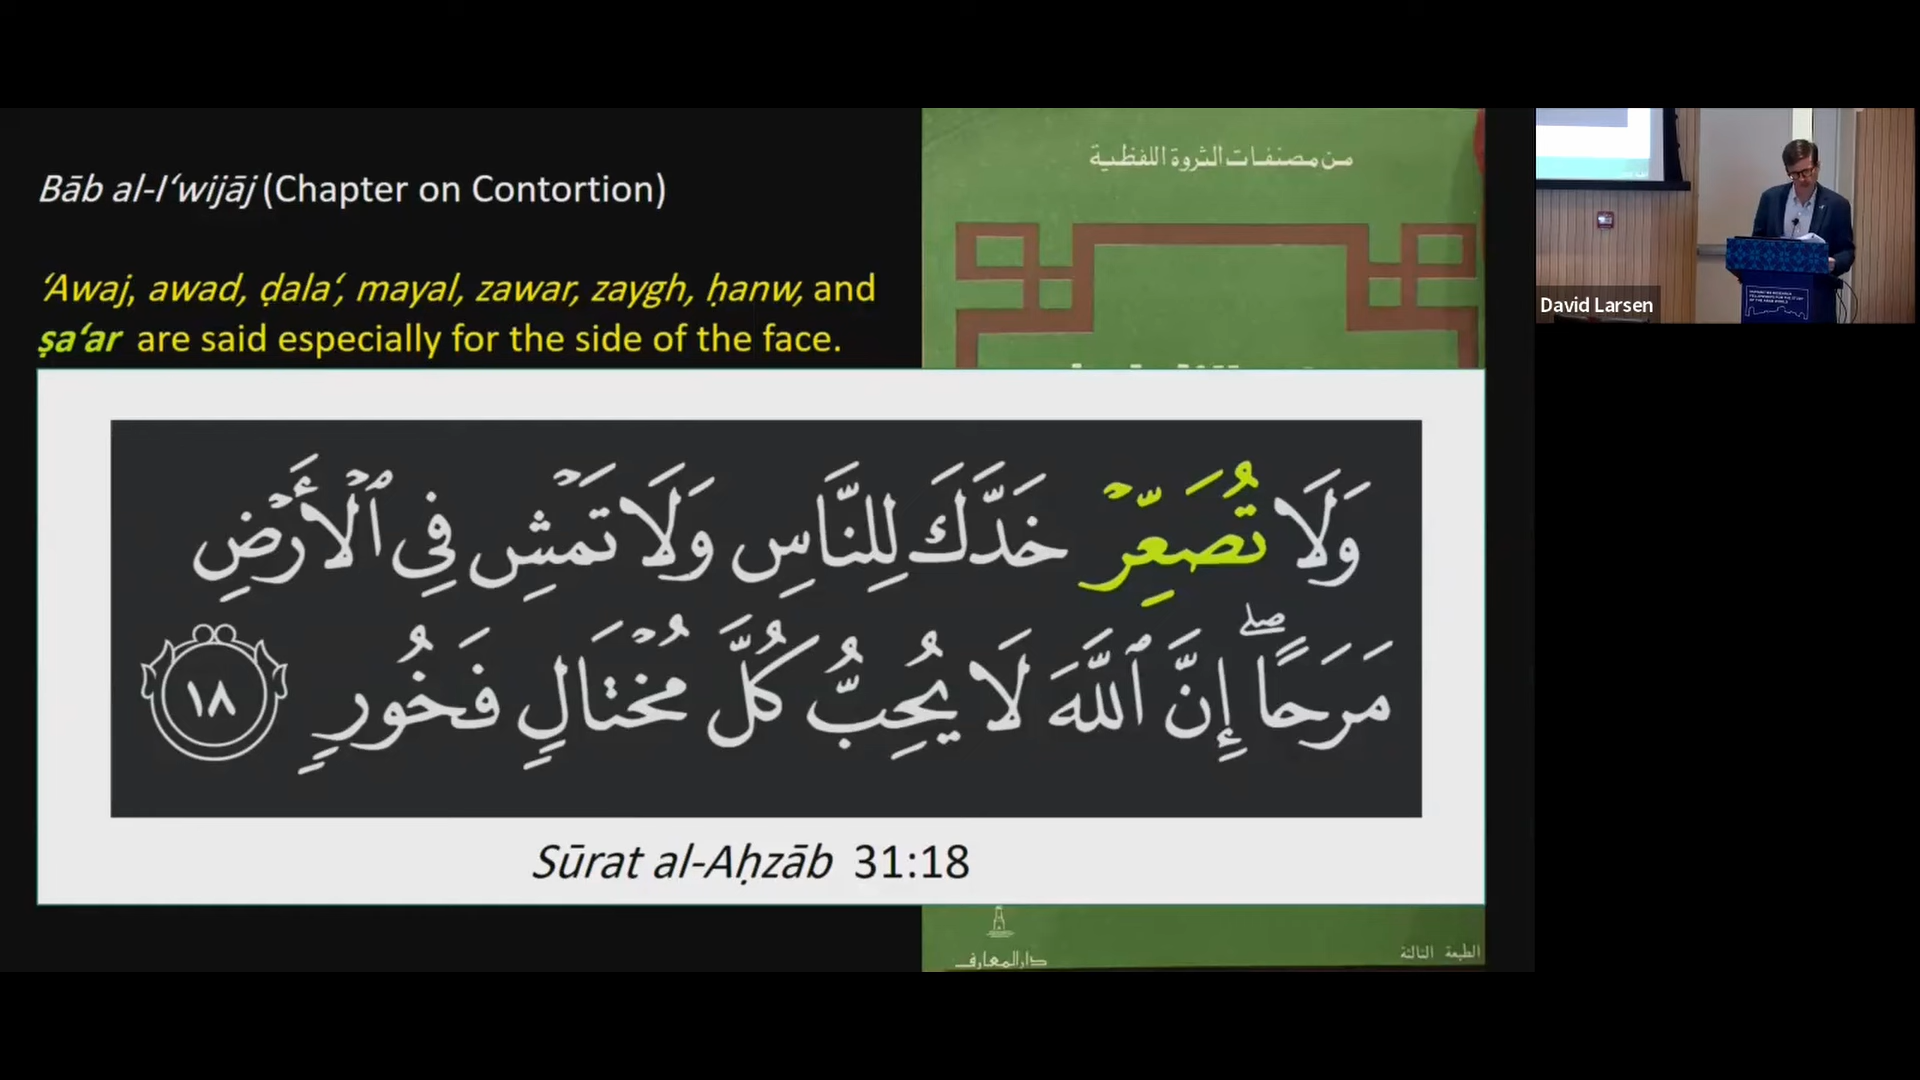 Bāb al-I‘wijāj (Chapter on Contortion)
‘Awaj, awad, ḍala‘, mayal, zawar, zaygh, ḥanw, and
ṣa‘ar are said especially for the side of the face.
من مصنفات الثروة اللفظية
وَلَا تُصَعِّرۡ خَدَّكَ لِلنَّاسِ وَلَا تَمۡشِ فِى ٱلۡأَرۡضِ
مَرَحًاۖ إِنَّ ٱللَّهَ لَا يُحِبُّ كُلَّ مُخۡتَالٍ فَخُورٍ ١٨
Sūrat al-Aḥzāb 31:18
دار المعارف
الطبعة الثالثة
David Larsen